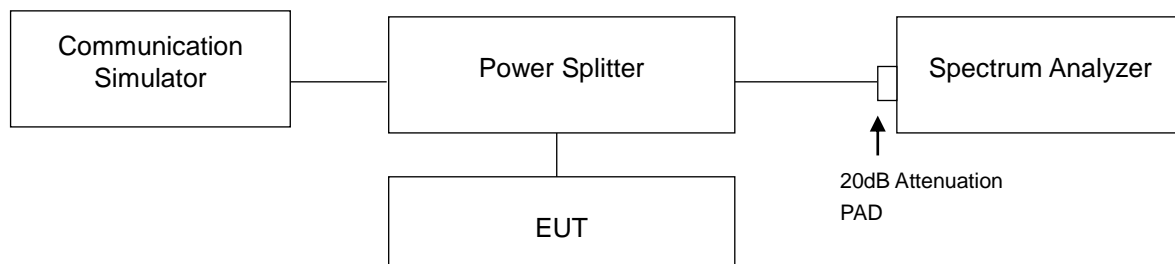 Communication
Simulator
Power Splitter
Spectrum Analyzer
20dB Attenuation
PAD
EUT